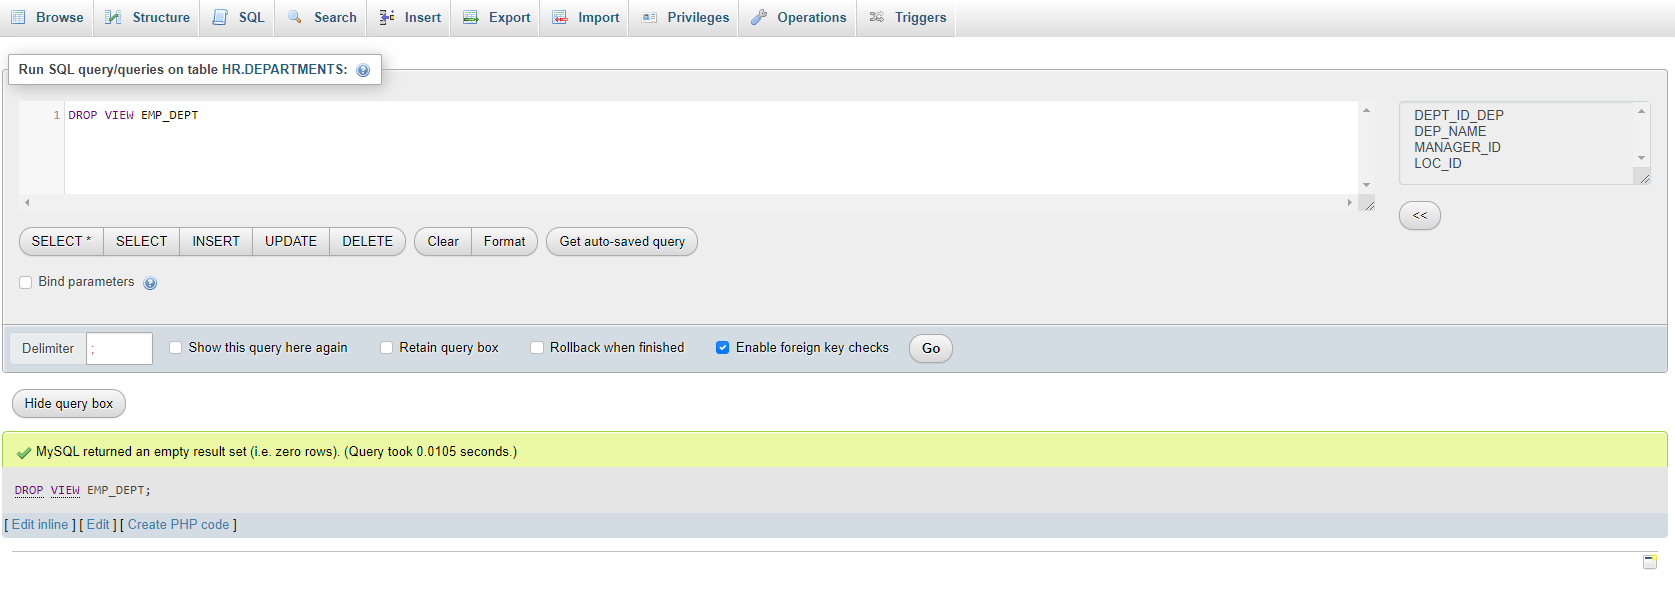 Browse Structure SQL Search Insert Export Import Privileges Operations Triggers
Run SQL query/queries on table HR.DEPARTMENTS:
1 DROP VIEW EMP_DEPT
DEPT_ID_DEP
DEP_NAME
MANAGER_ID
LOC_ID
<<
SELECT * SELECT INSERT UPDATE DELETE Clear Format Get auto-saved query
Bind parameters
Delimiter ; Show this query here again Retain query box Rollback when finished Enable foreign key checks Go
Hide query box
MySQL returned an empty result set (i.e. zero rows). (Query took 0.0105 seconds.)
DROP VIEW EMP_DEPT;
[ Edit inline ] [ Edit ] [ Create PHP code ]